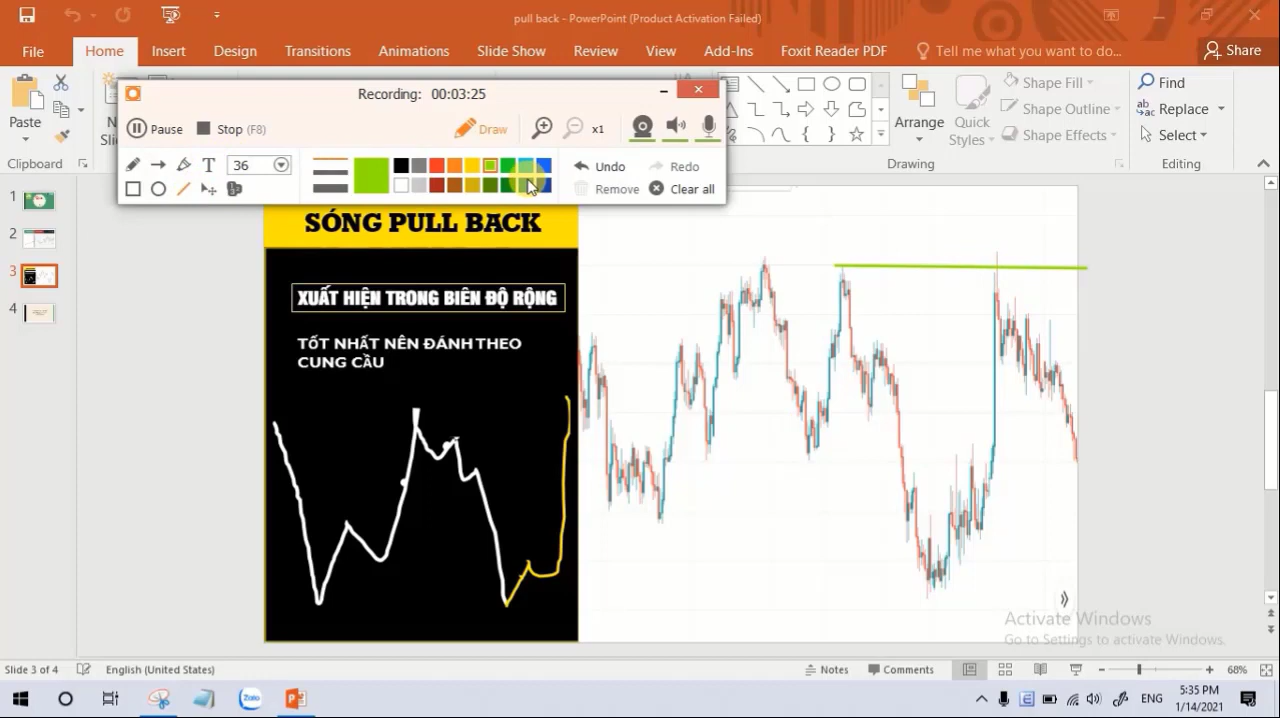 pull back - PowerPoint (Product Activation Failed)
File Home Insert Design Transitions Animations Slide Show Review View Add-Ins Foxit Reader PDF Tell me what you want to do... Share
Recording: 00:03:25
Pause Stop (F8) Draw x1
T 36 Undo Redo
Remove Clear all
Paste
Clipboard
Arrange
Quick
Styles
Shape Fill
Shape Outline
Shape Effects
Drawing
Find
Replace
Select
Editing
1
2
3
4
SÓNG PULL BACK
XUẤT HIỆN TRONG BIÊN ĐỘ RỘNG
TỐT NHẤT NÊN ĐÁNH THEO
CUNG CẦU
Activate Windows
Go to Settings to activate Windows.
Slide 3 of 4 English (United States) Notes Comments 68%
Zalo ENG
5:35 PM
1/14/2021